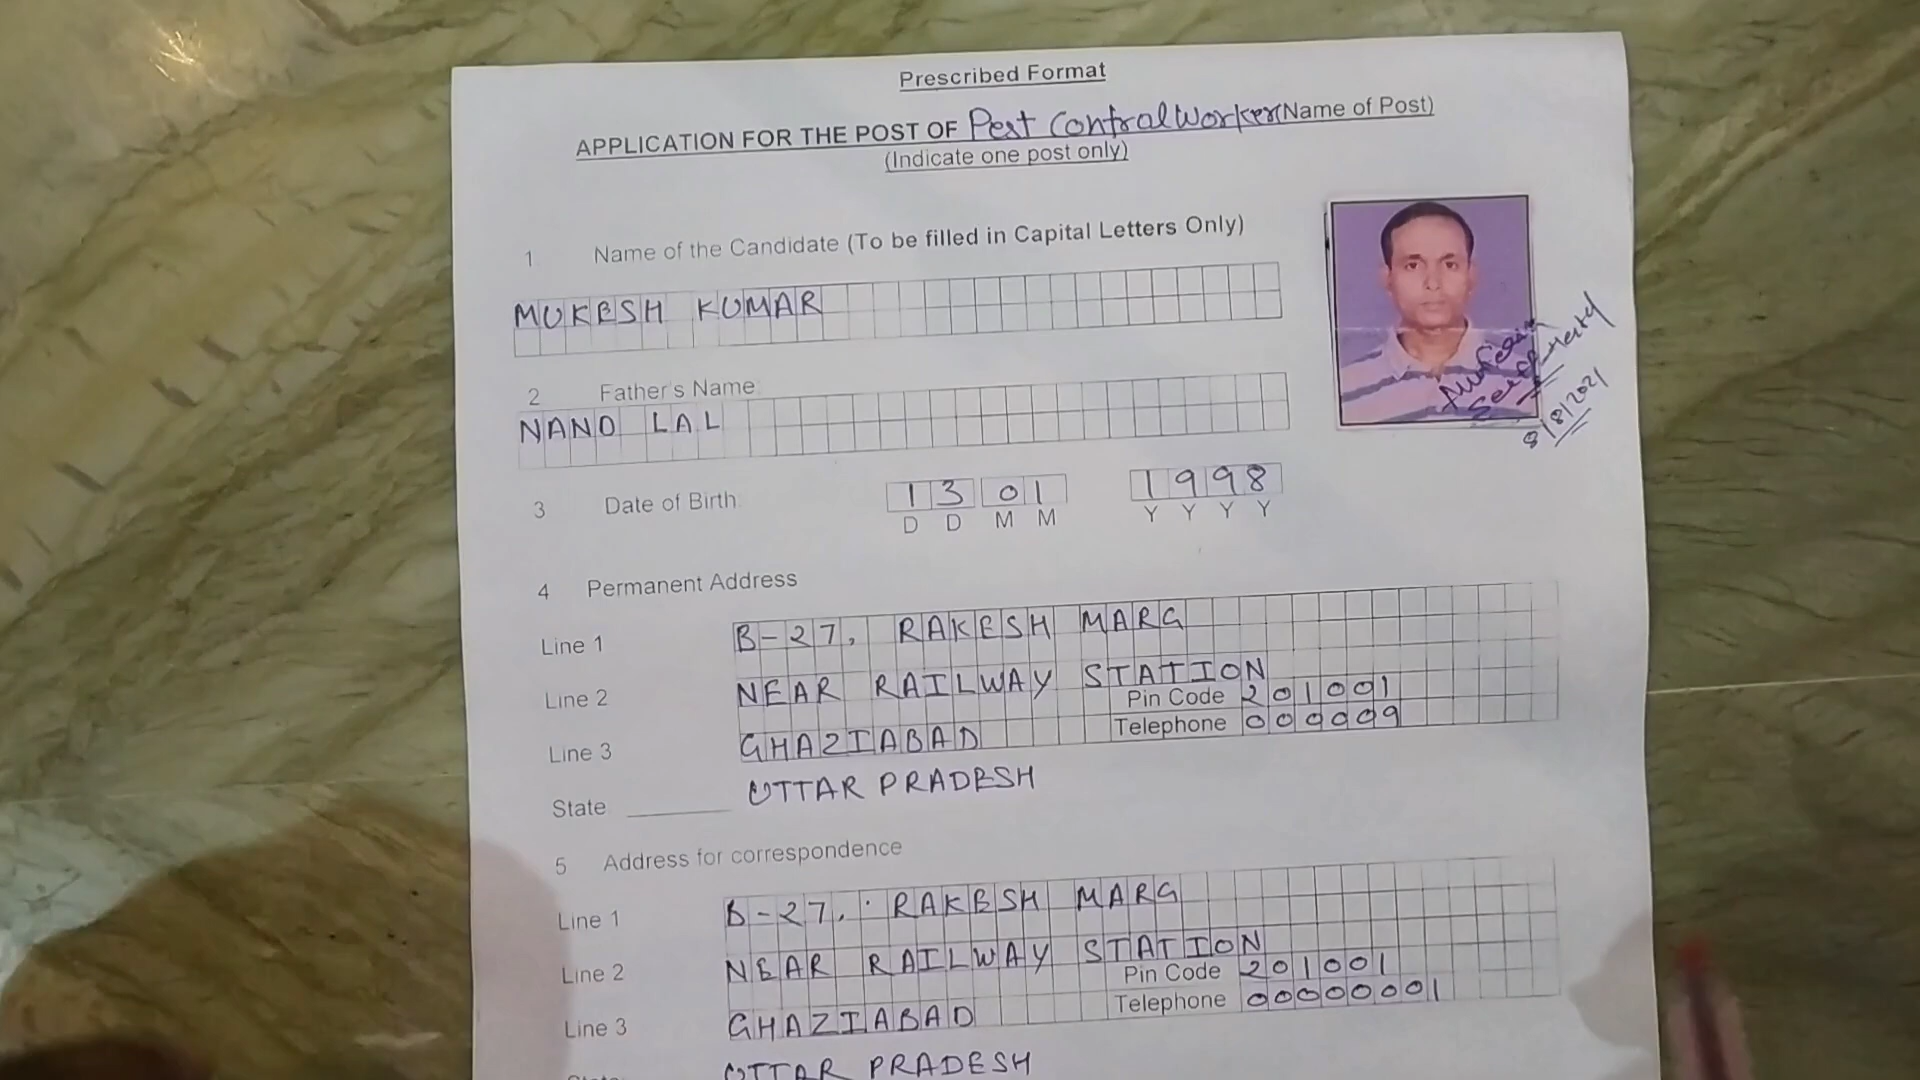 Prescribed Format
APPLICATION FOR THE POST OF Pest Control Worker (Name of Post)
(Indicate one post only)
1 Name of the Candidate (To be filled in Capital Letters Only)
MUKESH KUMAR
2 Father's Name
NAND LAL
3 Date of Birth 13 01 1998
D D M M Y Y Y Y
8/8/2021
4 Permanent Address
Line 1 B-27, RAKESH MARG
Line 2 NEAR RAILWAY STATION
Pin Code 201001
Line 3 GHAZIABAD
Telephone 000009
State UTTAR PRADESH
5 Address for correspondence
Line 1 B-27, RAKESH MARG
Line 2 NEAR RAILWAY STATION
Pin Code 201001
Line 3 GHAZIABAD
Telephone 00000001
UTTAR PRADESH